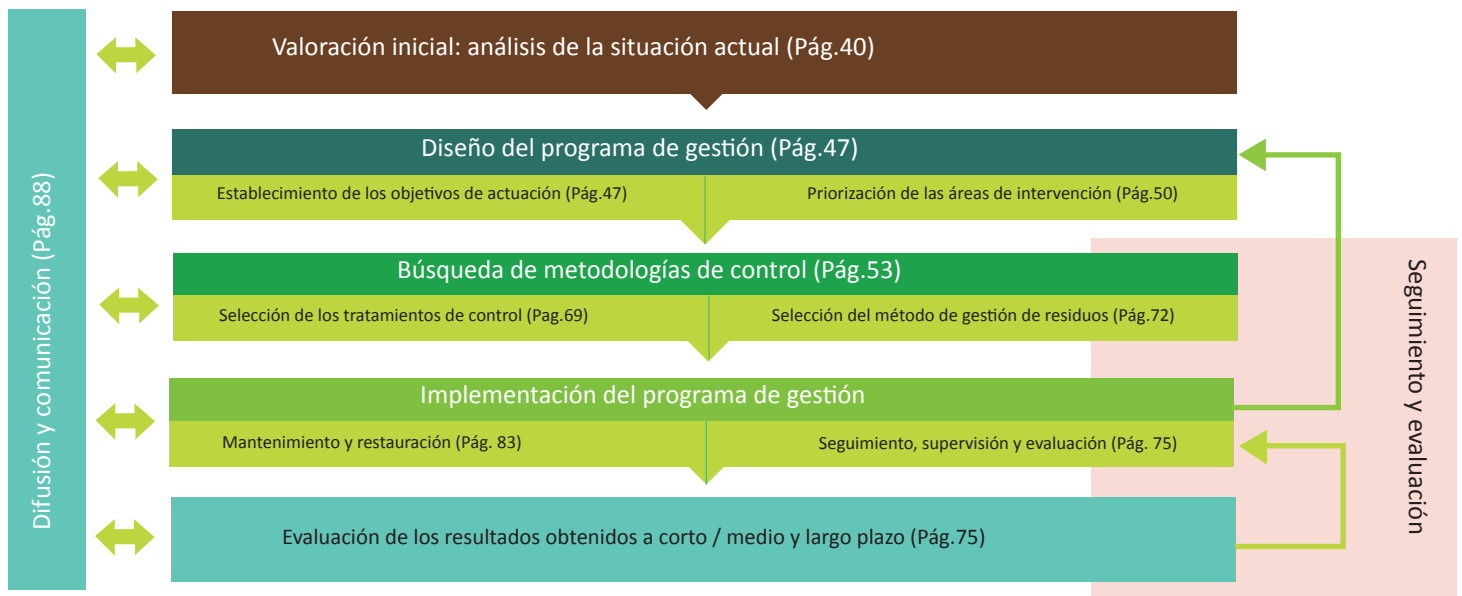 Difusión y comunicación (Pág.88)
Valoración inicial: análisis de la situación actual (Pág.40)
Diseño del programa de gestión (Pág.47)
Establecimiento de los objetivos de actuación (Pág.47)
Priorización de las áreas de intervención (Pág.50)
Búsqueda de metodologías de control (Pág.53)
Selección de los tratamientos de control (Pag.69)
Selección del método de gestión de residuos (Pág.72)
Implementación del programa de gestión
Mantenimiento y restauración (Pág. 83)
Seguimiento, supervisión y evaluación (Pág. 75)
Evaluación de los resultados obtenidos a corto / medio y largo plazo (Pág.75)
Seguimiento y evaluación